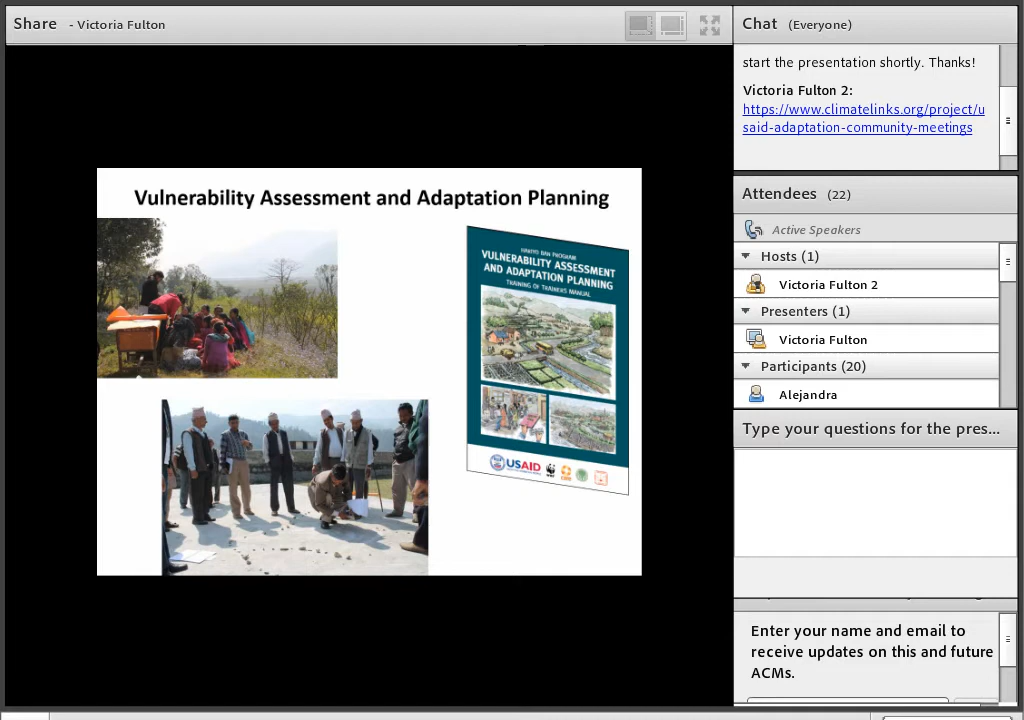 Share - Victoria Fulton
Vulnerability Assessment and Adaptation Planning
HARIYO BAN PROGRAM
VULNERABILITY ASSESSMENT
AND ADAPTATION PLANNING
TRAINING OF TRAINERS MANUAL
USAID
Chat (Everyone)
start the presentation shortly. Thanks!
Victoria Fulton 2:
https://www.climatelinks.org/project/u
said-adaptation-community-meetings
Attendees (22)
Active Speakers
Hosts (1)
Victoria Fulton 2
Presenters (1)
Victoria Fulton
Participants (20)
Alejandra
Type your questions for the pres...
Enter your name and email to
receive updates on this and future
ACMs.